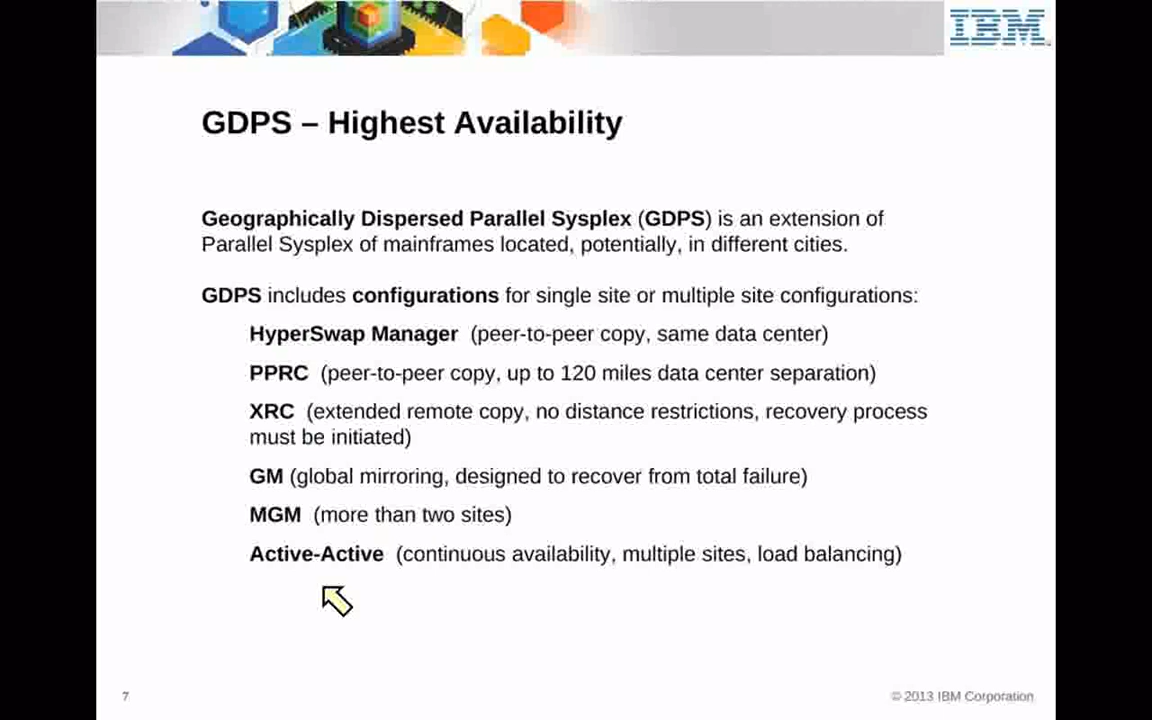 IBM
GDPS – Highest Availability
Geographically Dispersed Parallel Sysplex (GDPS) is an extension of
Parallel Sysplex of mainframes located, potentially, in different cities.
GDPS includes configurations for single site or multiple site configurations:
HyperSwap Manager (peer-to-peer copy, same data center)
PPRC (peer-to-peer copy, up to 120 miles data center separation)
XRC (extended remote copy, no distance restrictions, recovery process
must be initiated)
GM (global mirroring, designed to recover from total failure)
MGM (more than two sites)
Active-Active (continuous availability, multiple sites, load balancing)
7
© 2013 IBM Corporation